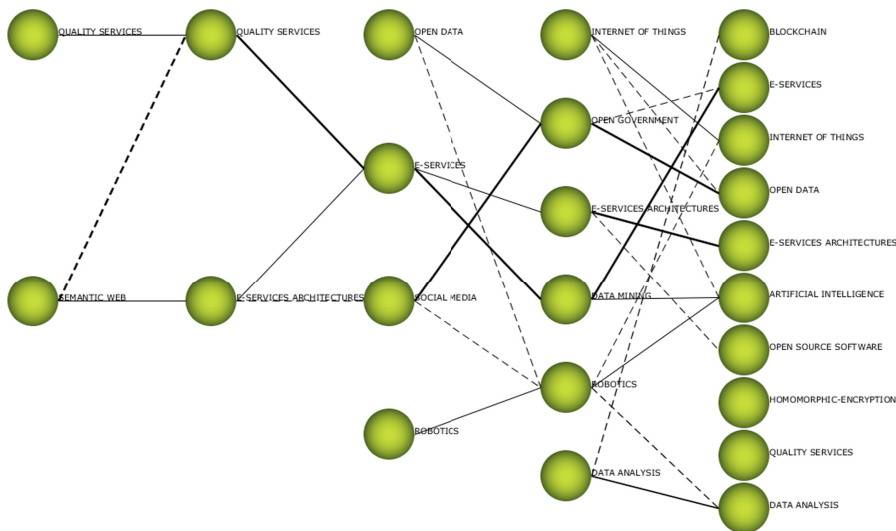 QUALITY SERVICES
SEMANTIC WEB
QUALITY SERVICES
E-SERVICES ARCHITECTURES
OPEN DATA
E-SERVICES
SOCIAL MEDIA
ROBOTICS
INTERNET OF THINGS
OPEN GOVERNMENT
E-SERVICES ARCHITECTURES
DATA MINING
ROBOTICS
DATA ANALYSIS
BLOCKCHAIN
E-SERVICES
INTERNET OF THINGS
OPEN DATA
E-SERVICES ARCHITECTURES
ARTIFICIAL INTELLIGENCE
OPEN SOURCE SOFTWARE
HOMOMORPHIC-ENCRYPTION
QUALITY SERVICES
DATA ANALYSIS